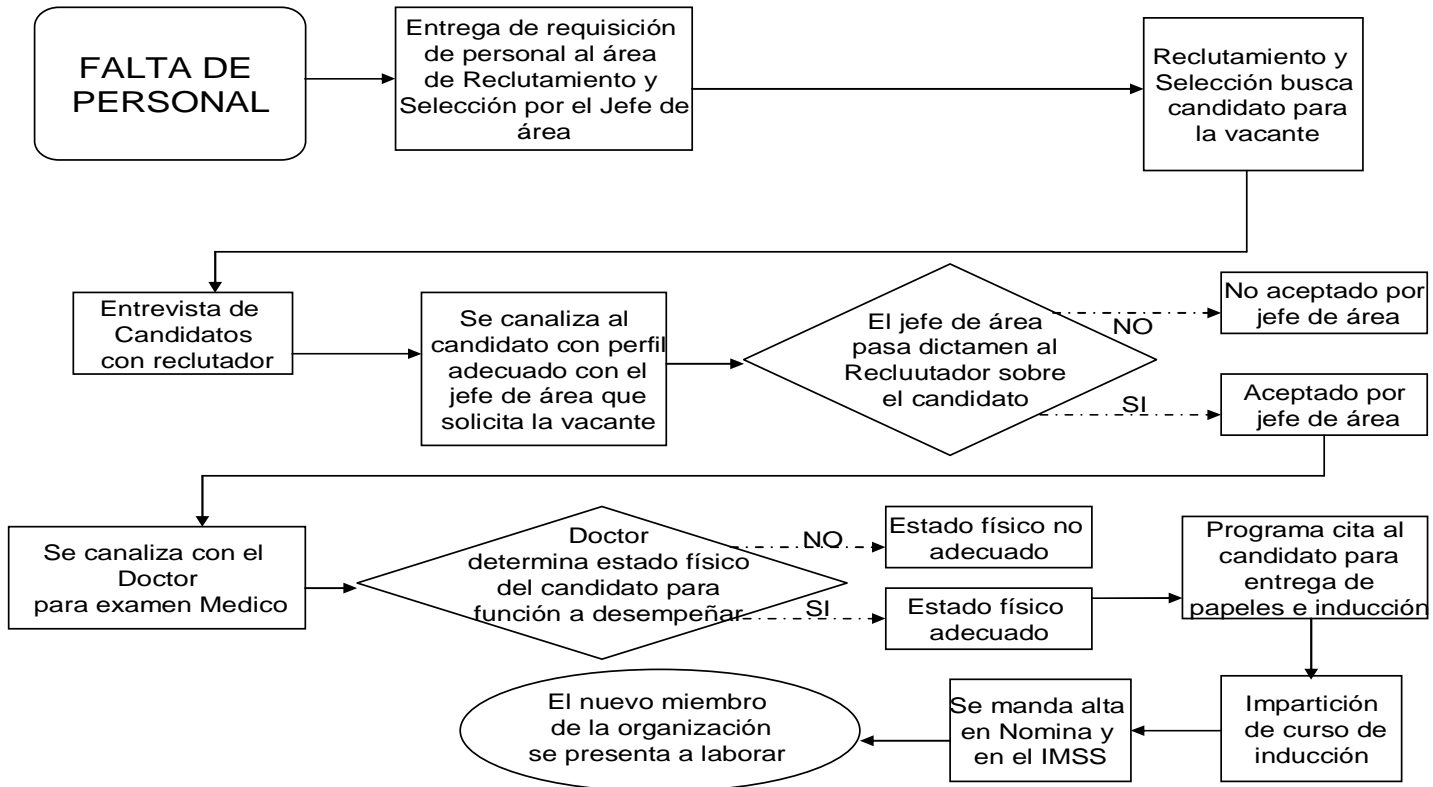 FALTA DE
PERSONAL
Entrega de requisición
de personal al área
de Reclutamiento y
Selección por el Jefe de
área
Reclutamiento y
Selección busca
candidato para
la vacante
Entrevista de
Candidatos
con reclutador
Se canaliza al
candidato con perfil
adecuado con el
jefe de área que
solicita la vacante
El jefe de área
pasa dictamen al
Recluutador sobre
el candidato
NO
No aceptado por
jefe de área
SI
Aceptado por
jefe de área
Se canaliza con el
Doctor
para examen Medico
Doctor
determina estado físico
del candidato para
función a desempeñar
NO
Estado físico no
adecuado
SI
Estado físico
adecuado
Programa cita al
candidato para
entrega de
papeles e inducción
Impartición
de curso de
inducción
Se manda alta
en Nomina y
en el IMSS
El nuevo miembro
de la organización
se presenta a laborar